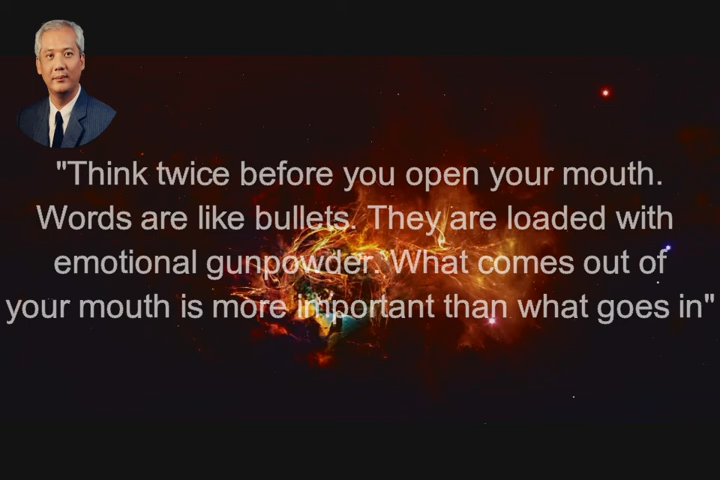 "Think twice before you open your mouth.
Words are like bullets. They are loaded with
emotional gunpowder. What comes out of
your mouth is more important than what goes in"